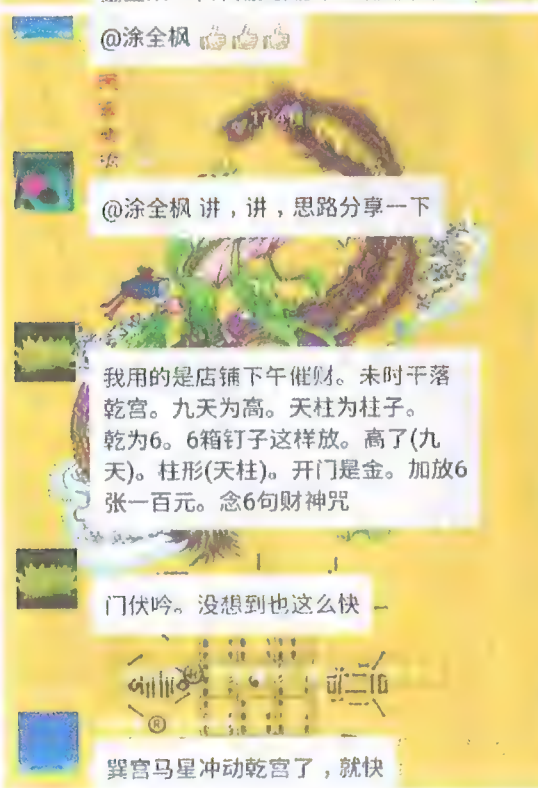 @涂全枫 👍👍👍
@涂全枫 讲，讲，思路分享一下
我用的是店铺下午催财。未时干落
乾宫。九天为高。天柱为柱子。
乾为6。6箱钉子这样放。高了(九
天)。柱形(天柱)。开门是金。加放6
张一百元。念6句财神咒
门伏吟。没想到也这么快
®
巽宫马星冲动乾宫了，就快